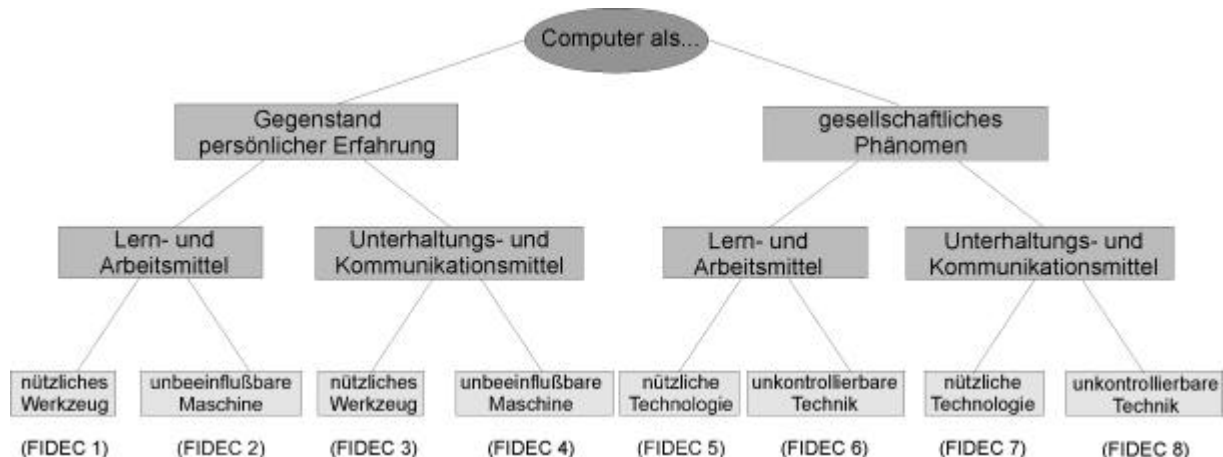 Computer als...
Gegenstand
persönlicher Erfahrung
gesellschaftliches
Phänomen
Lern- und
Arbeitsmittel
Unterhaltungs- und
Kommunikationsmittel
Lern- und
Arbeitsmittel
Unterhaltungs- und
Kommunikationsmittel
nützliches
Werkzeug
unbeeinflußbare
Maschine
nützliches
Werkzeug
unbeeinflußbare
Maschine
nützliche
Technologie
unkontrollierbare
Technik
nützliche
Technologie
unkontrollierbare
Technik
(FIDEC 1)
(FIDEC 2)
(FIDEC 3)
(FIDEC 4)
(FIDEC 5)
(FIDEC 6)
(FIDEC 7)
(FIDEC 8)